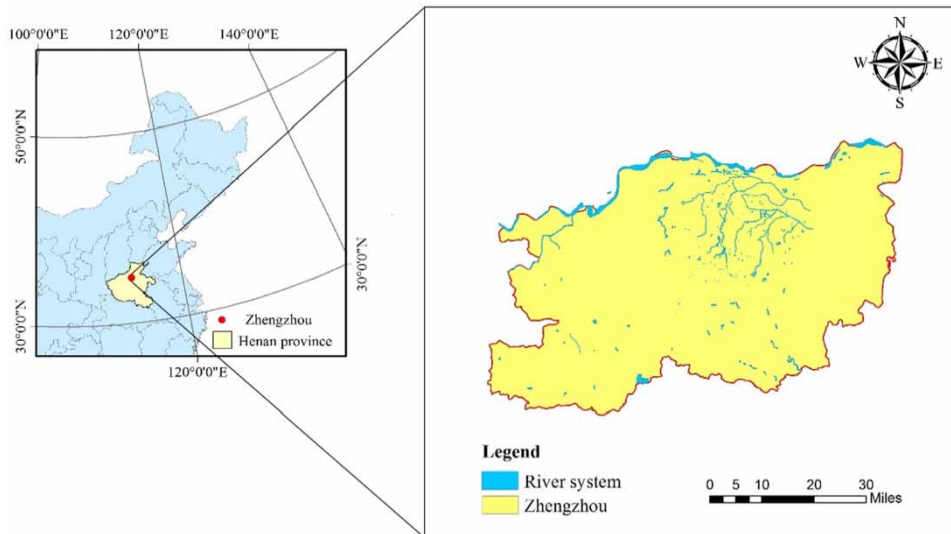 100°0'0"E 120°0'0"E 140°0'0"E
50°0'0"N
30°0'0"N
30°0'0"N
Zhengzhou
Henan province
120°0'0"E
N
W E
S
Legend
River system
Zhengzhou
0 5 10 20 30
Miles